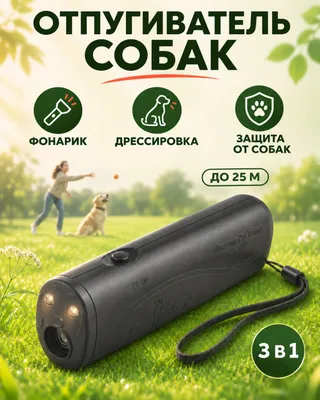 ОТПУГИВАТЕЛЬ
СОБАК
ФОНАРИК
ДРЕССИРОВКА
ЗАЩИТА
ОТ СОБАК
ДО 25 М
3 В 1